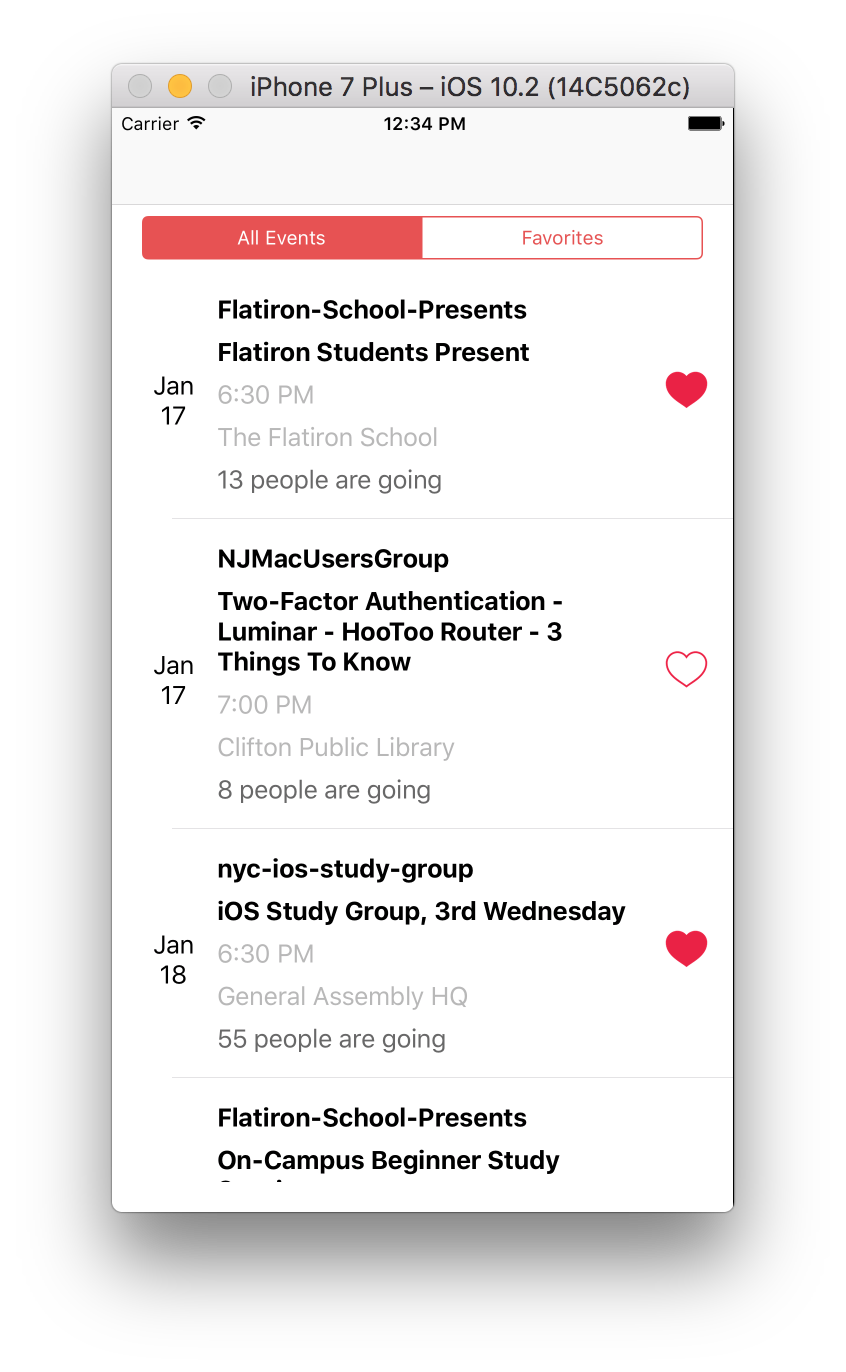 iPhone 7 Plus – iOS 10.2 (14C5062c)
Carrier 12:34 PM
All Events Favorites
Flatiron-School-Presents
Flatiron Students Present
Jan
17
6:30 PM
The Flatiron School
13 people are going
NJMacUsersGroup
Two-Factor Authentication -
Luminar - HooToo Router - 3
Things To Know
Jan
17
7:00 PM
Clifton Public Library
8 people are going
nyc-ios-study-group
iOS Study Group, 3rd Wednesday
Jan
18
6:30 PM
General Assembly HQ
55 people are going
Flatiron-School-Presents
On-Campus Beginner Study